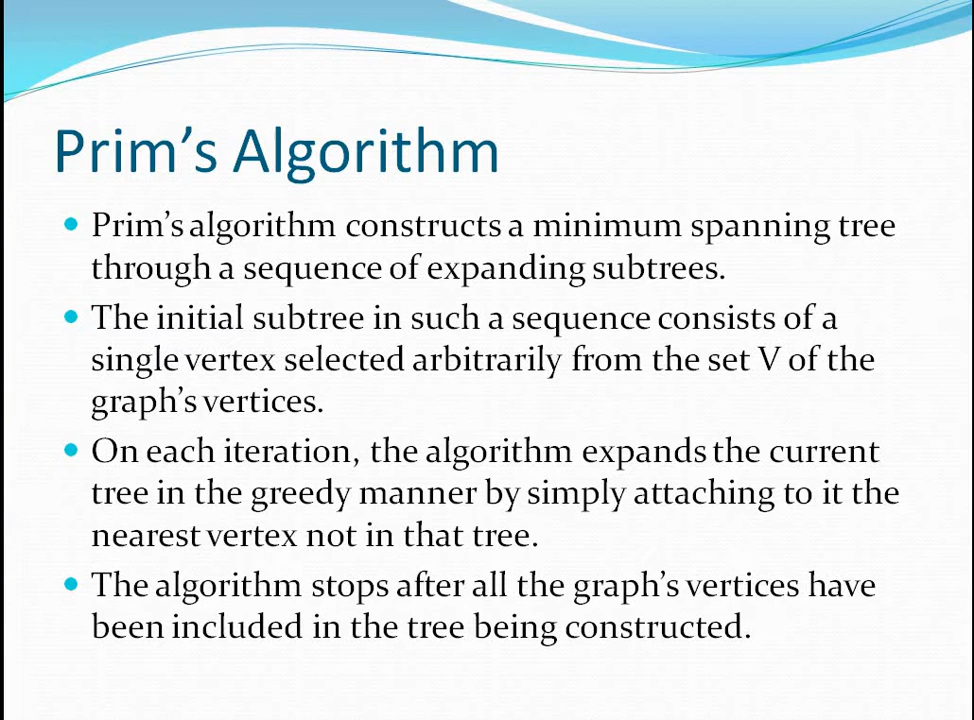 Prim’s Algorithm
• Prim’s algorithm constructs a minimum spanning tree
through a sequence of expanding subtrees.
• The initial subtree in such a sequence consists of a
single vertex selected arbitrarily from the set V of the
graph’s vertices.
• On each iteration, the algorithm expands the current
tree in the greedy manner by simply attaching to it the
nearest vertex not in that tree.
• The algorithm stops after all the graph’s vertices have
been included in the tree being constructed.